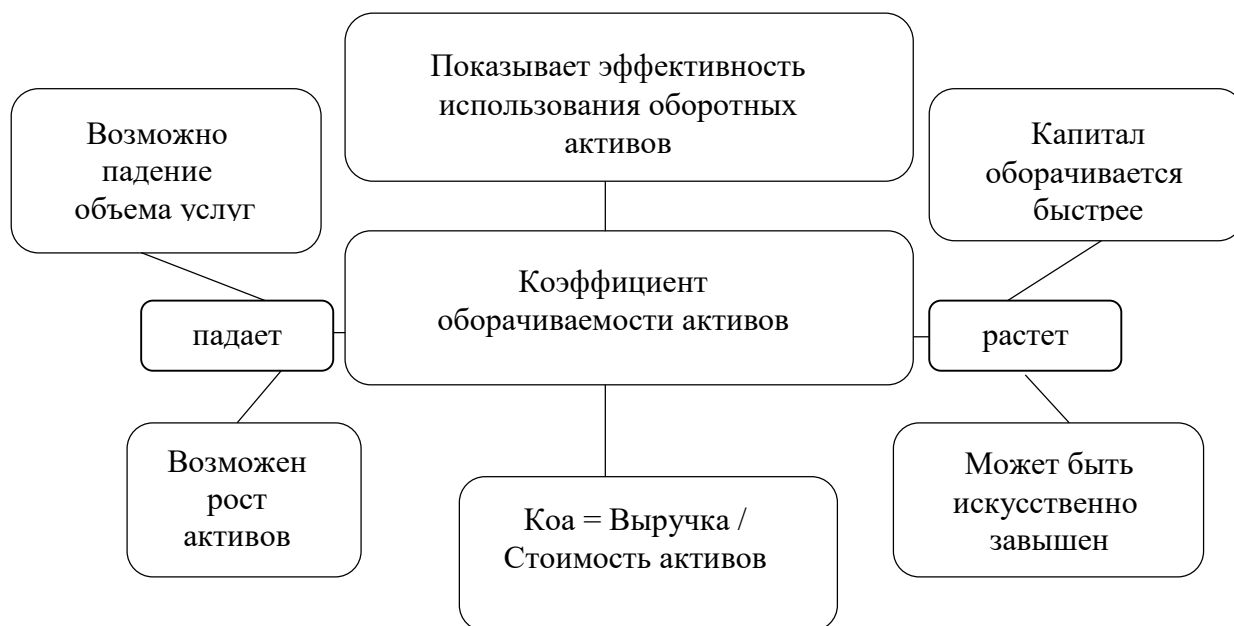 Показывает эффективность
использования оборотных
активов
Возможно
падение
объема услуг
Капитал
оборачивается
быстрее
Коэффициент
оборачиваемости активов
падает
растет
Возможен
рост
активов
Коа = Выручка /
Стоимость активов
Может быть
искусственно
завышен